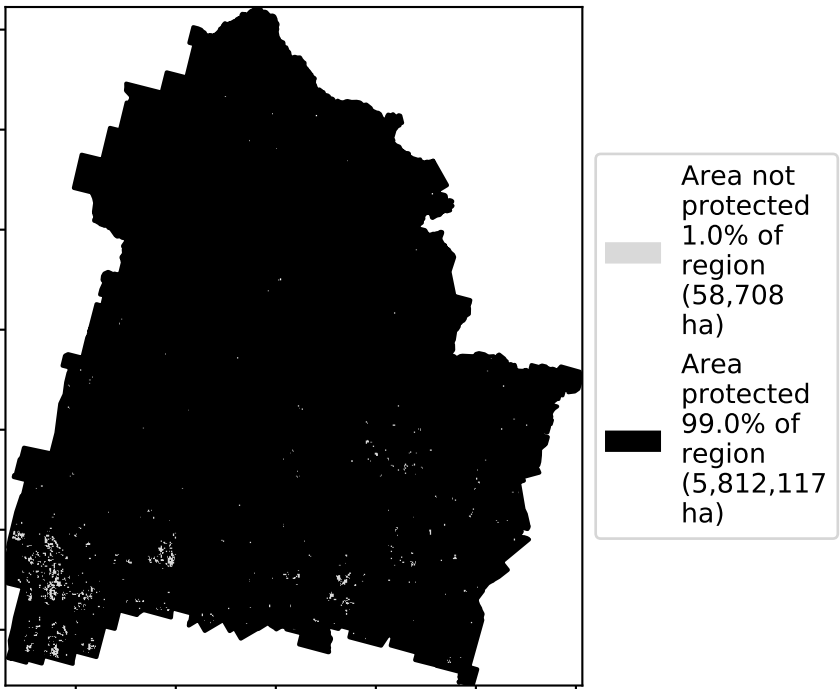 Area not
protected
1.0% of
region
(58,708
ha)
Area
protected
99.0% of
region
(5,812,117
ha)